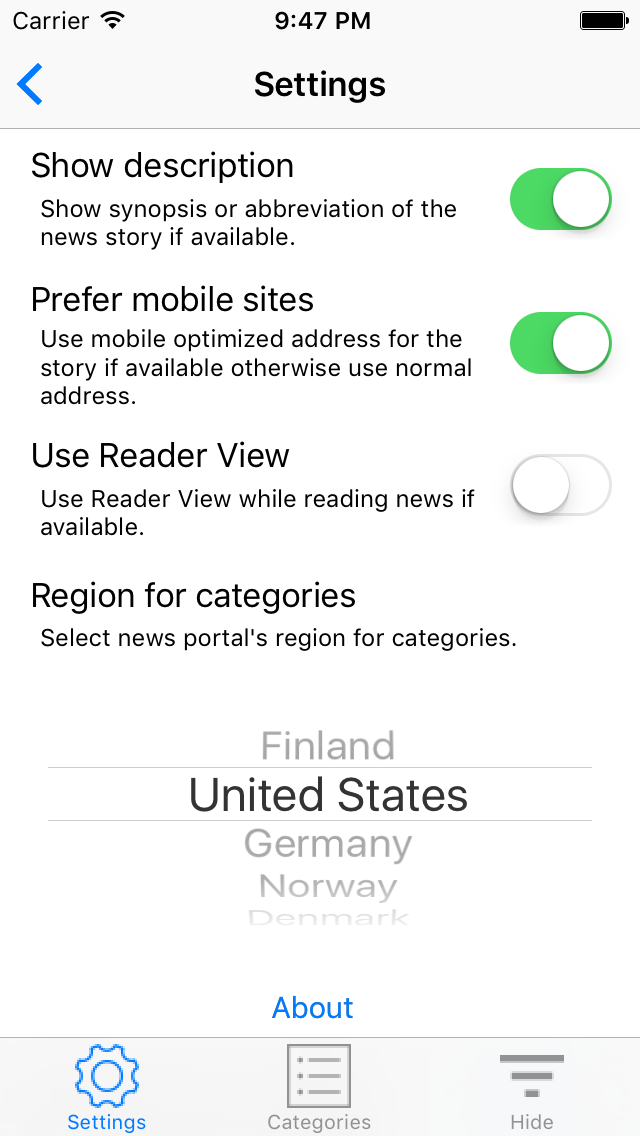 Carrier 9:47 PM
Settings
Show description
Show synopsis or abbreviation of the
news story if available.
Prefer mobile sites
Use mobile optimized address for the
story if available otherwise use normal
address.
Use Reader View
Use Reader View while reading news if
available.
Region for categories
Select news portal's region for categories.
Finland
United States
Germany
Norway
Denmark
About
Settings Categories Hide